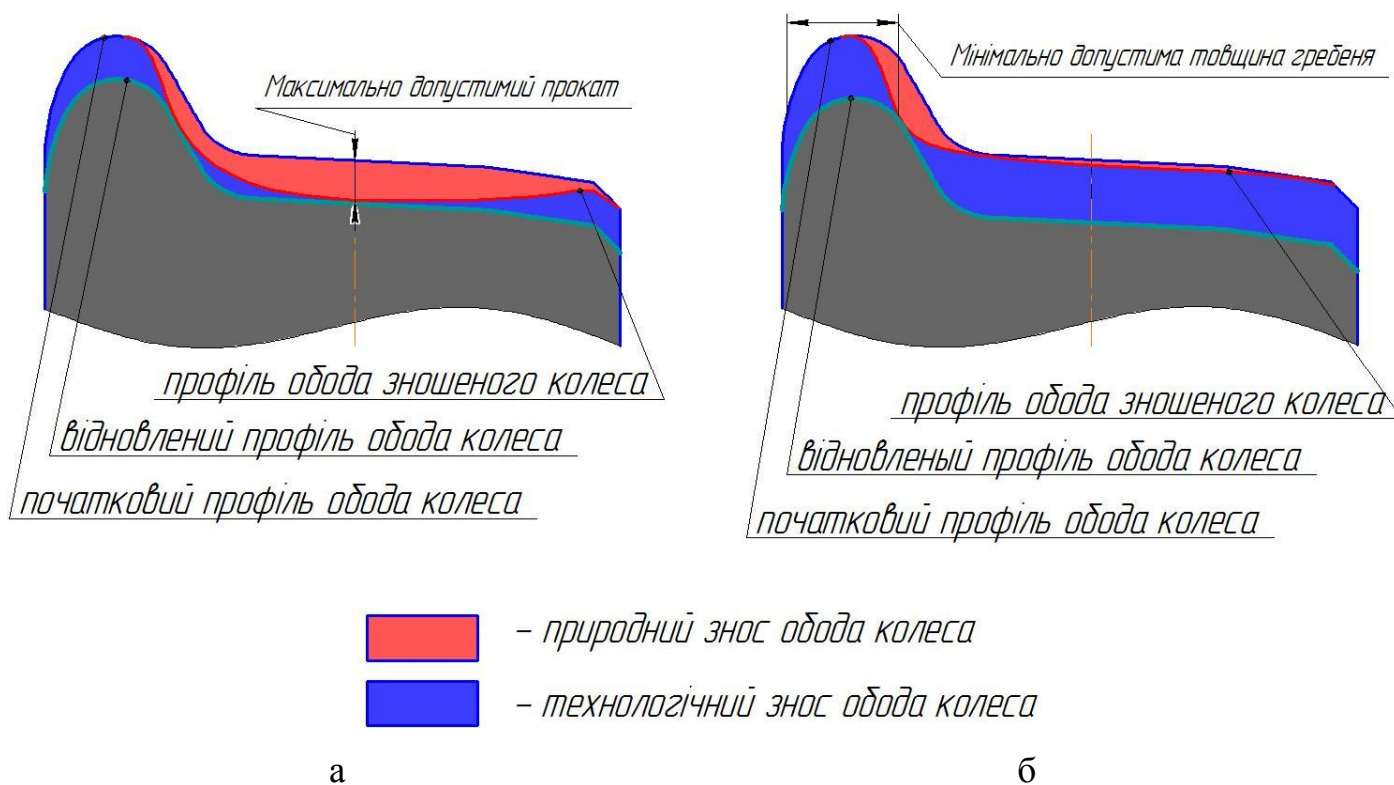 Максимально допустимий прокат
профіль обода зношеного колеса
відновлений профіль обода колеса
початковий профіль обода колеса
Мінімально допустима товщина гребеня
профіль обода зношеного колеса
відновленый профіль обода колеса
початковий профіль обода колеса
– природний знос обода колеса
– технологічний знос обода колеса
а
б